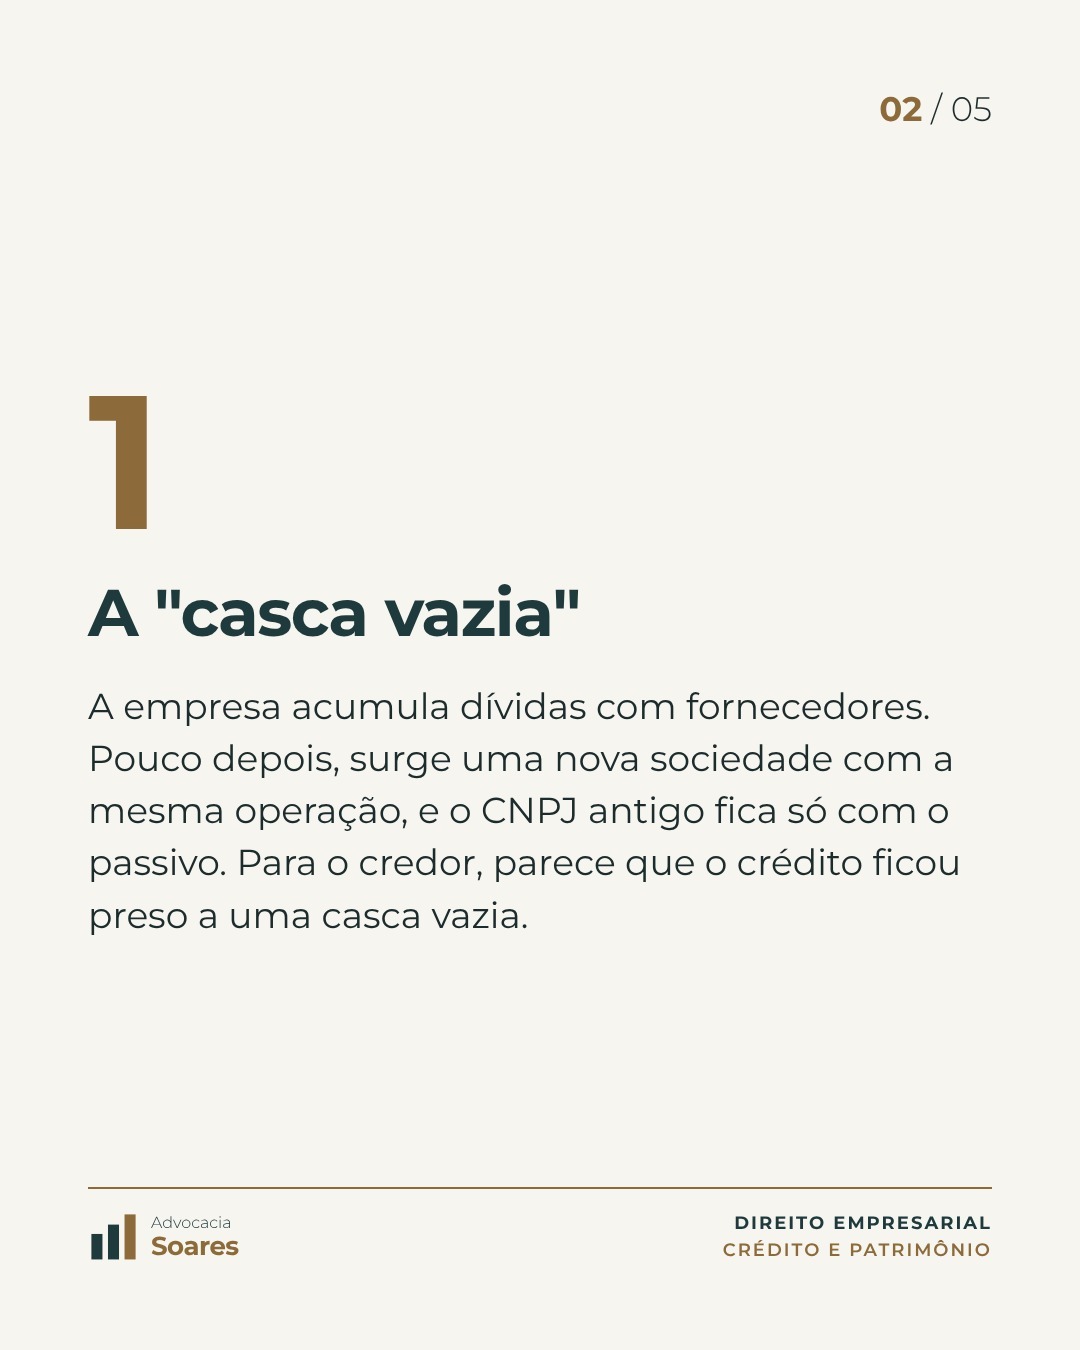 02 / 05
1
A "casca vazia"
A empresa acumula dívidas com fornecedores.
Pouco depois, surge uma nova sociedade com a
mesma operação, e o CNPJ antigo fica só com o
passivo. Para o credor, parece que o crédito ficou
preso a uma casca vazia.
Advocacia
Soares
DIREITO EMPRESARIAL
CRÉDITO E PATRIMÔNIO